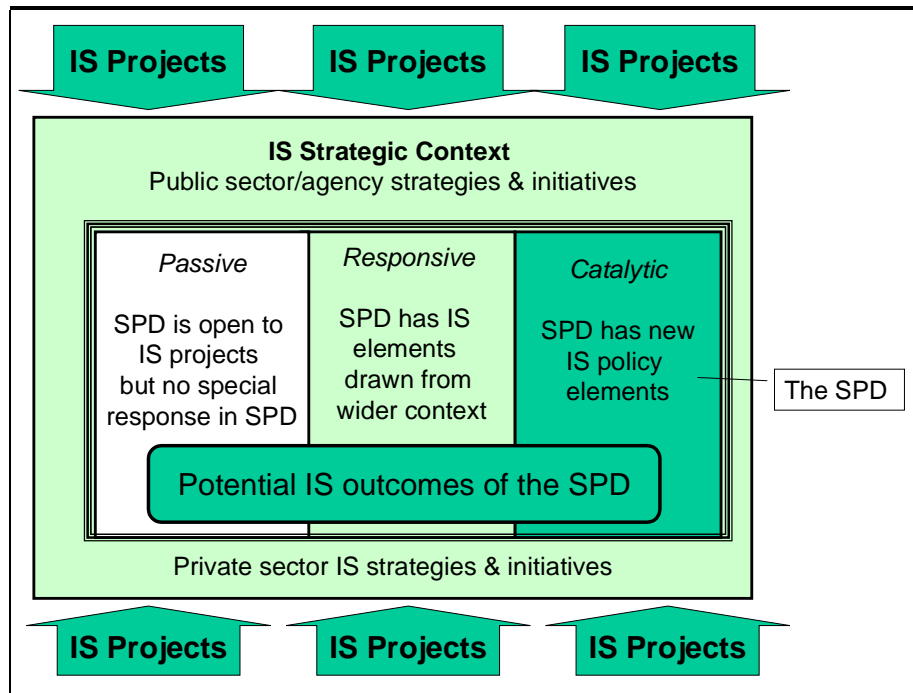 IS Projects
IS Projects
IS Projects
IS Strategic Context
Public sector/agency strategies & initiatives
Passive
SPD is open to
IS projects
but no special
response in SPD
Responsive
SPD has IS
elements
drawn from
wider context
Catalytic
SPD has new
IS policy
elements
The SPD
Potential IS outcomes of the SPD
Private sector IS strategies & initiatives
IS Projects
IS Projects
IS Projects